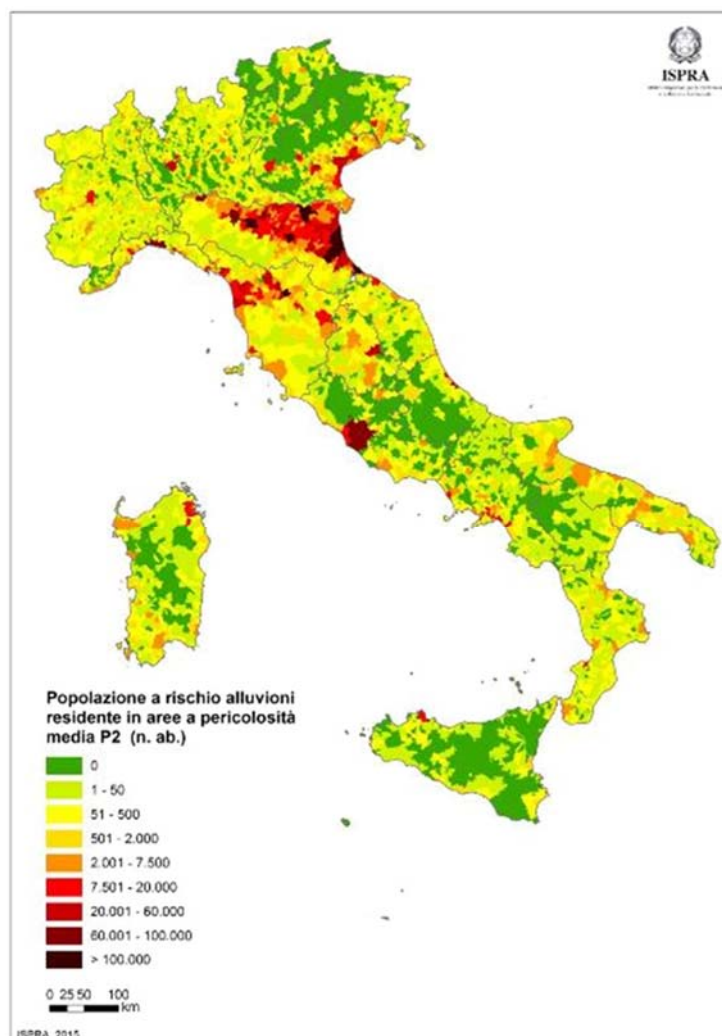 ISPRA
Popolazione a rischio alluvioni
residente in aree a pericolosità
media P2 (n. ab.)
0
1 - 50
51 - 500
501 - 2.000
2.001 - 7.500
7.501 - 20.000
20.001 - 60.000
60.001 - 100.000
> 100.000
0 25 50 100
km
ISPRA, 2015